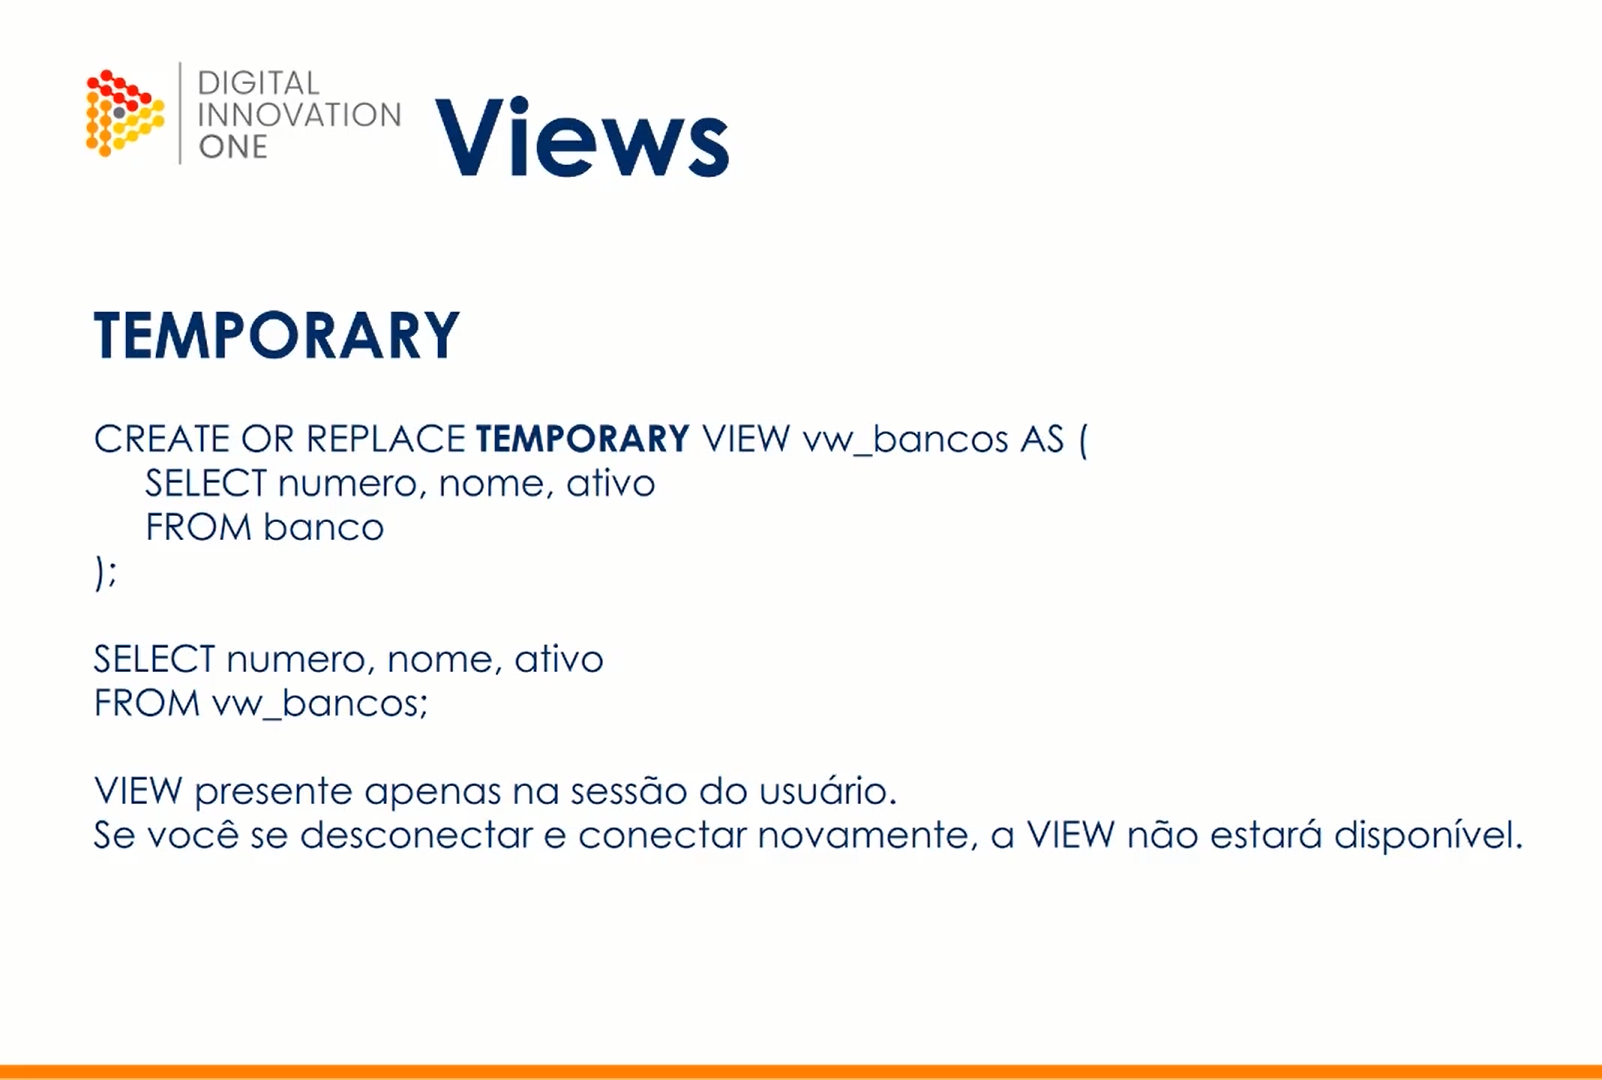 DIGITAL
INNOVATION
ONE
Views
TEMPORARY
CREATE OR REPLACE TEMPORARY VIEW vw_bancos AS (
SELECT numero, nome, ativo
FROM banco
);
SELECT numero, nome, ativo
FROM vw_bancos;
VIEW presente apenas na sessão do usuário.
Se você se desconectar e conectar novamente, a VIEW não estará disponível.